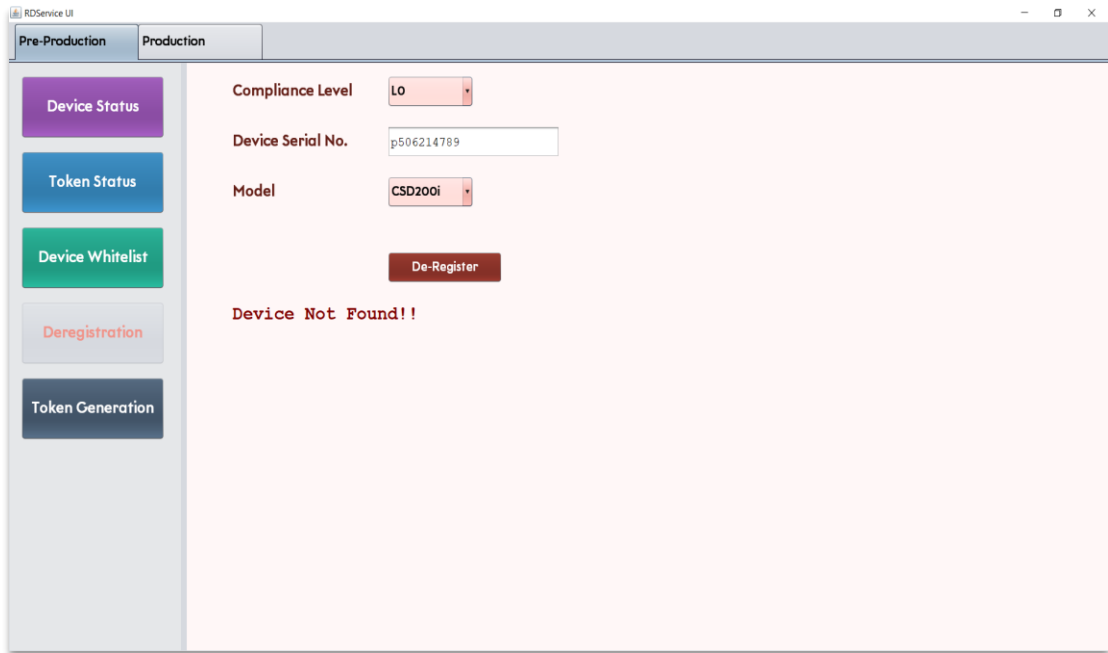 RDService UI
Pre-Production Production
Device Status
Token Status
Device Whitelist
Deregistration
Token Generation
Compliance Level L0
Device Serial No. p506214789
Model CSD200i
De-Register
Device Not Found!!